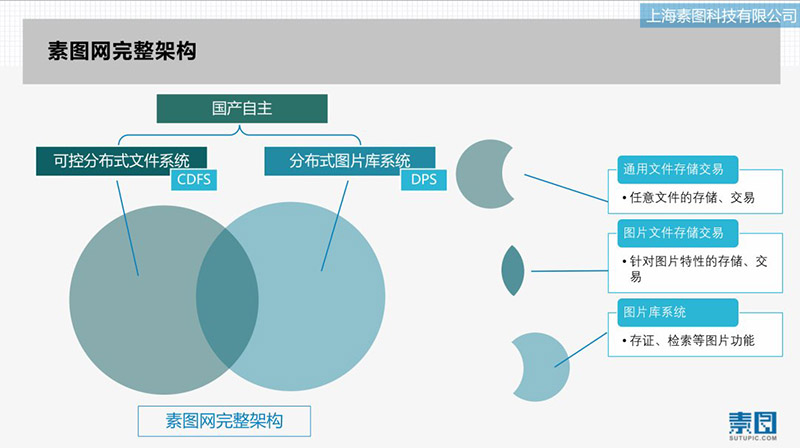 上海素图科技有限公司
素图网完整架构
国产自主
可控分布式文件系统
CDFS
分布式图片库系统
DPS
通用文件存储交易
•任意文件的存储、交易
图片文件存储交易
•针对图片特性的存储、交
易
图片库系统
•存证、检索等图片功能
素图网完整架构
素图
SUTUPIC.COM